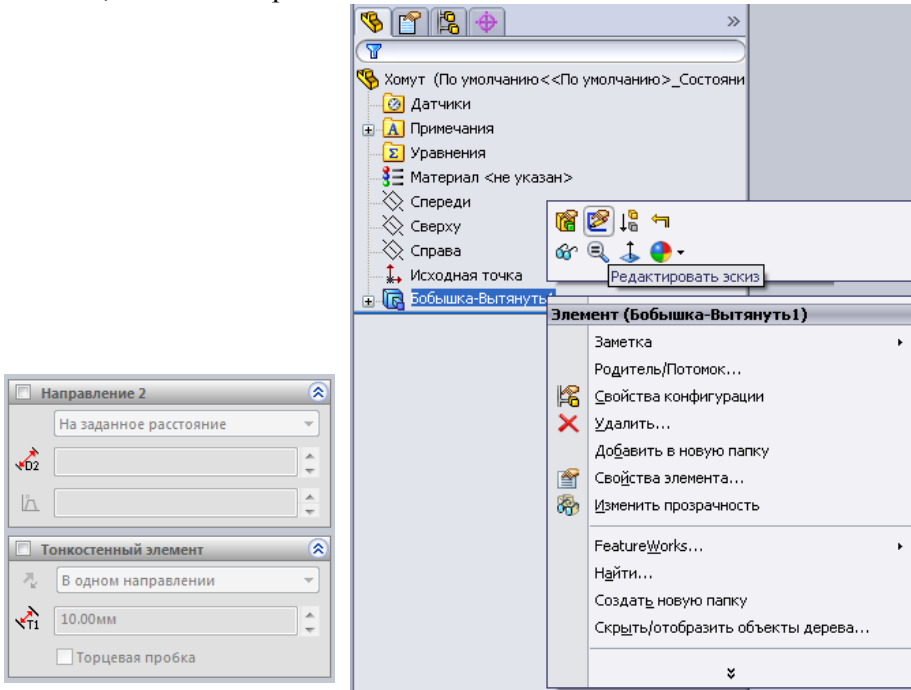 Хомут (По умолчанию<<По умолчанию>_Состояни
Датчики
Примечания
Уравнения
Материал <не указан>
Спереди
Сверху
Справа
Исходная точка
Бобышка-Вытянуть1
Редактировать эскиз
Элемент (Бобышка-Вытянуть1)
Заметка
Родитель/Потомок...
Свойства конфигурации
Удалить...
Добавить в новую папку
Свойства элемента...
Изменить прозрачность
FeatureWorks...
Найти...
Создать новую папку
Скрыть/отобразить объекты дерева...
Направление 2
На заданное расстояние
D2
Тонкостенный элемент
В одном направлении
T1
10.00мм
Торцевая пробка